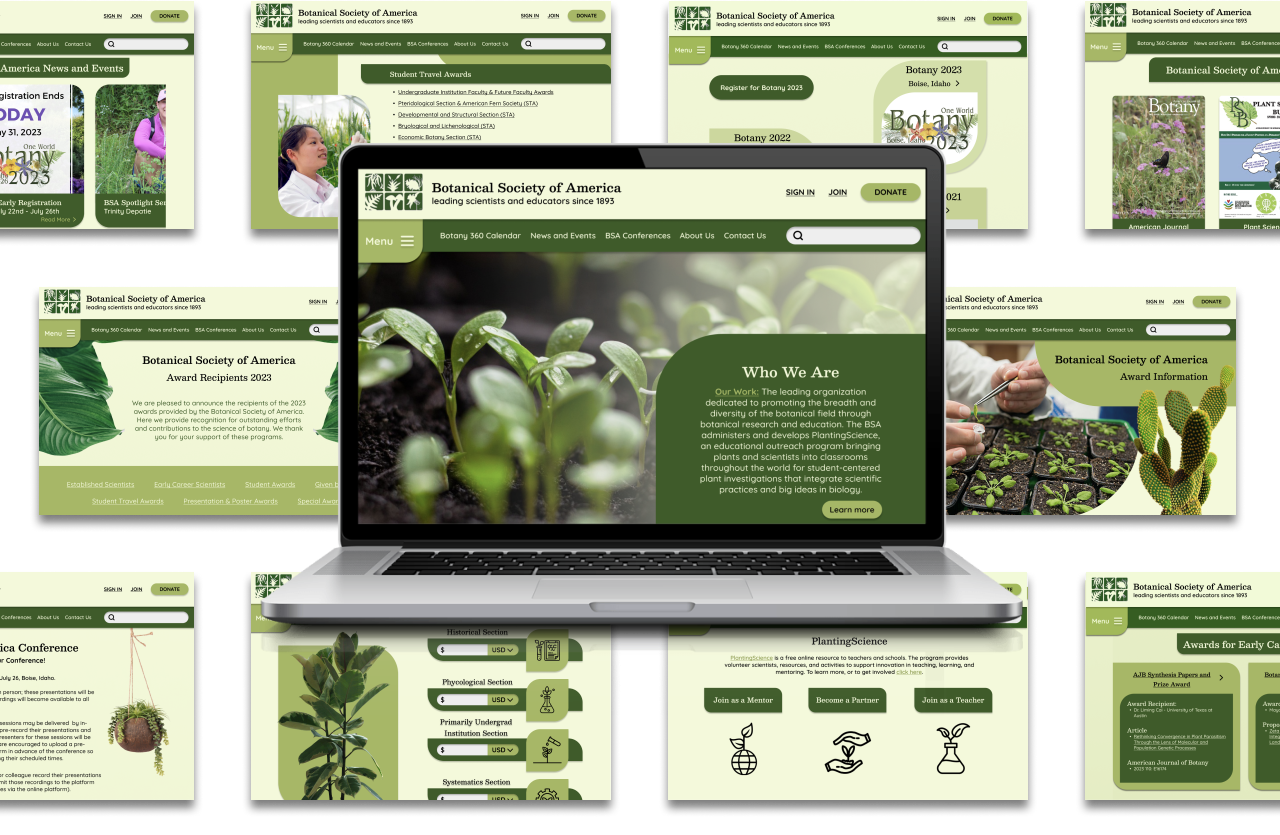 SIGN IN
JOIN
DONATE
Conferences About Us Contact Us
America News and Events
Registration Ends
TODAY
May 31, 2023
One World
Botany
2023
Early Registration
July 22nd - July 26th
Read More >
BSA Spotlight Ser
Trinity Depatie
Botanical Society of America
leading scientists and educators since 1893
SIGN IN
JOIN
DONATE
Menu
Botany 360 Calendar News and Events BSA Conferences About Us Contact Us
Student Travel Awards
• Undergraduate Institution Faculty & Future Faculty Awards
• Pteridological Section & American Fern Society (STA)
• Developmental and Structural Section (STA)
• Bryological and Lichenological (STA)
• Economic Botany Section (STA)
Botanical Society of America
leading scientists and educators since 1893
SIGN IN
JOIN
DONATE
Menu
Botany 360 Calendar News and Events BSA Conferences About Us Contact Us
Register for Botany 2023
Botany 2022
Botany 2023
Boise, Idaho >
One World
Botany
Boise, Idaho 2023
021
Botanical Society of America
leading scientists and educators since 1893
Menu
Botany 360 Calendar News and Events BSA Conferences
Botanical Society of Ame
Botany
American Journal
PLANT S
BU
PSB
Plant Scien
Botanical Society of America
leading scientists and educators since 1893
SIGN IN
JOIN
DONATE
Menu
Botany 360 Calendar News and Events BSA Conferences About Us Contact Us
Who We Are
Our Work: The leading organization
dedicated to promoting the breadth and
diversity of the botanical field through
botanical research and education. The BSA
administers and develops PlantingScience,
an educational outreach program bringing
plants and scientists into classrooms
throughout the world for student-centered
plant investigations that integrate scientific
practices and big ideas in biology.
Learn more
Botanical Society of America
leading scientists and educators since 1893
SIGN IN
Menu
Botany 360 Calendar News and Events BSA Conferences About Us Contact Us
Botanical Society of America
Award Recipients 2023
We are pleased to announce the recipients of the 2023
awards provided by the Botanical Society of America.
Here we provide recognition for outstanding efforts
and contributions to the science of botany. We thank
you for your support of these programs.
Established Scientists Early Career Scientists Student Awards Given b
Student Travel Awards Presentation & Poster Awards Special Awar
ical Society of America
scientists and educators since 1893
SIGN IN
JOIN
DONATE
360 Calendar News and Events BSA Conferences About Us Contact Us
Botanical Society of America
Award Information
SIGN IN
JOIN
DONATE
Conferences About Us Contact Us
ica Conference
r Conference!
July 26, Boise, Idaho.
person; these presentations will be
rdings will become available to all
sessions may be delivered by in-
pre-record their presentations and
resenters for these sessions will be
re encouraged to upload a pre-
rm in advance of the conference so
g their scheduled times.
or colleague record their presentations
mit those recordings to the platform
es via the online platform).
Historical Section
$ USD
Phycological Section
$ USD
Primarily Undergrad
Institution Section
$ USD
Systematics Section
$ USD
PlantingScience
PlantingScience is a free online resource to teachers and schools. The program provides
volunteer scientists, resources, and activities to support innovation in teaching, learning, and
mentoring. To learn more, or to get involved click here.
Join as a Mentor
Become a Partner
Join as a Teacher
Botanical Society of America
leading scientists and educators since 1893
Menu
Botany 360 Calendar News and Events BSA Conferences
Awards for Early Ca
AJB Synthesis Papers and
Prize Award
Award Recipient:
• Dr. Liming Cai - University of Texas at
Austin
Article
• Rethinking Convergence in Plant Parasitism
Through the Lens of Molecular and
Population Genetic Processes
American Journal of Botany
• 2023 110: E16174
Botan
Award
Propo